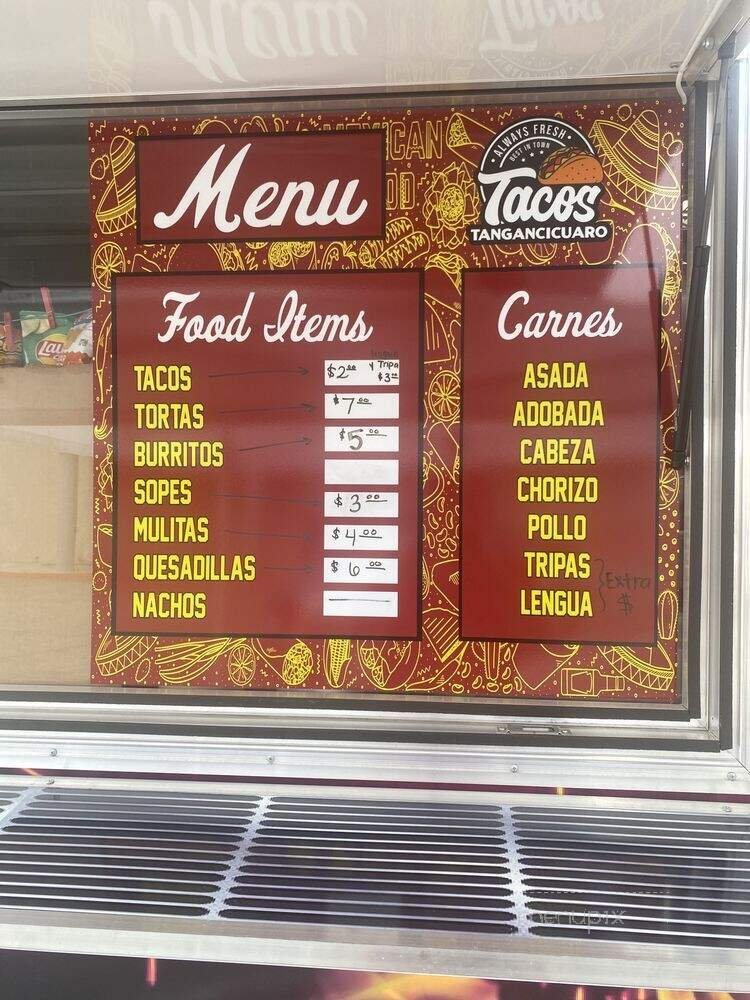 Menu
MEXICAN
ALWAYS FRESH
BEST IN TOWN
Tacos
TANGANCICUARO
Food Items
TACOS $2.00 y Tripa $3.00
TORTAS $7.00
BURRITOS $5.00
SOPES $3.00
MULITAS $4.00
QUESADILLAS $6.00
NACHOS
Carnes
ASADA
ADOBADA
CABEZA
CHORIZO
POLLO
TRIPAS
LENGUA
Extra
$